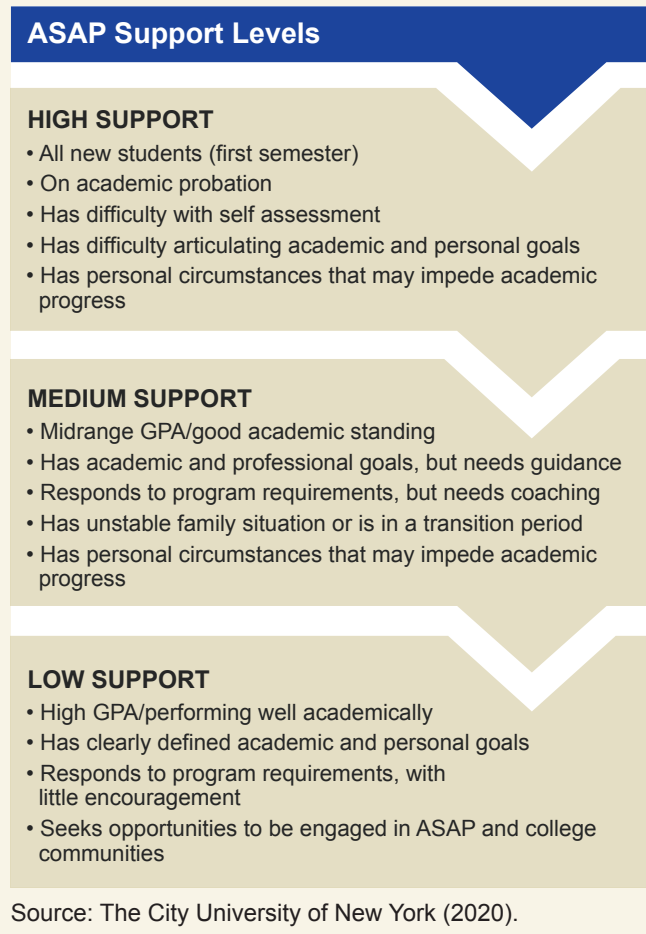 ASAP Support Levels
HIGH SUPPORT
• All new students (first semester)
• On academic probation
• Has difficulty with self assessment
• Has difficulty articulating academic and personal goals
• Has personal circumstances that may impede academic
progress
MEDIUM SUPPORT
• Midrange GPA/good academic standing
• Has academic and professional goals, but needs guidance
• Responds to program requirements, but needs coaching
• Has unstable family situation or is in a transition period
• Has personal circumstances that may impede academic
progress
LOW SUPPORT
• High GPA/performing well academically
• Has clearly defined academic and personal goals
• Responds to program requirements, with
little encouragement
• Seeks opportunities to be engaged in ASAP and college
communities
Source: The City University of New York (2020).